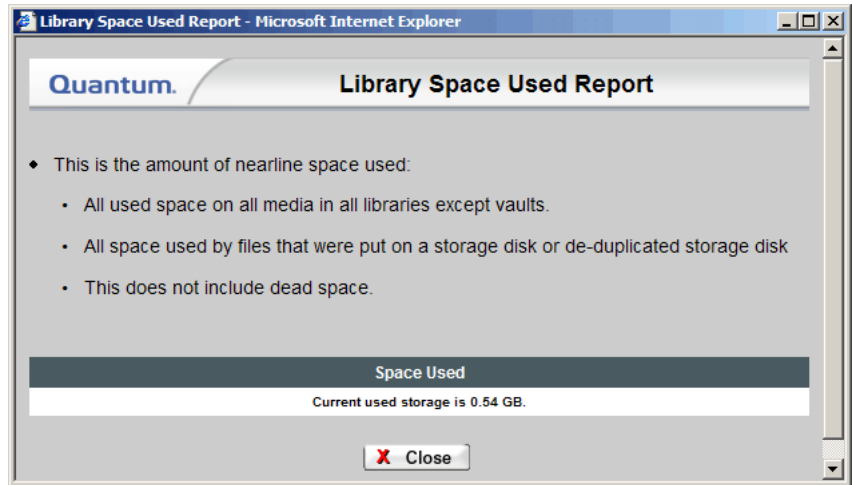 Library Space Used Report - Microsoft Internet Explorer
Quantum.
Library Space Used Report
This is the amount of nearline space used:
All used space on all media in all libraries except vaults.
All space used by files that were put on a storage disk or de-duplicated storage disk
This does not include dead space.
Space Used
Current used storage is 0.54 GB.
X Close